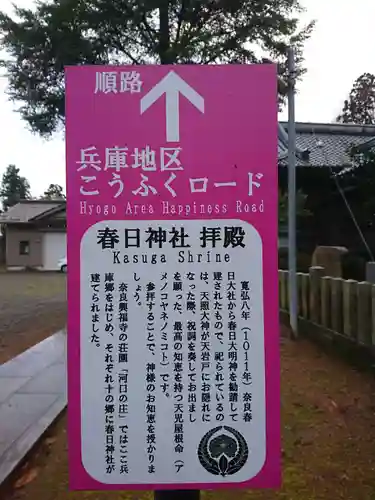 順路
兵庫地区
こうふくロード
Hyogo Area Happiness Road
春日神社 拝殿
Kasuga Shrine
寛弘八年（1011年）奈良春
日大社から春日大明神を勧請して
建されたもので、祀られているの
は、天照大神が天岩戸にお隠れに
なった際、祝詞を奏してお出まし
を願った、最高の知恵を持つ天児屋根命（ア
メノコヤネノミコト）です。
参拝することで、神様のお知恵を授かりま
しょう。
奈良興福寺の荘園「河口の庄」ではここ兵
庫郷をはじめ、それぞれ十の郷に春日神社が
建てられました。